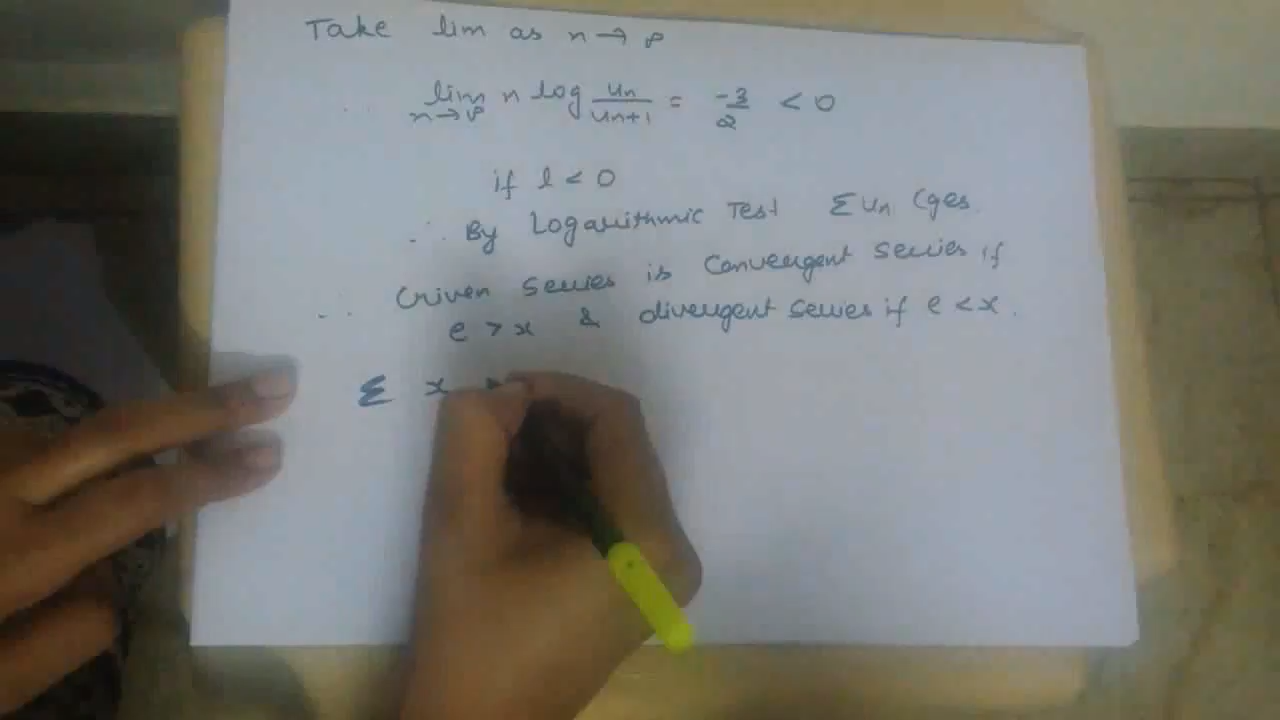 Take lim as n→∞
∴ lim n→∞ n log un/un+1 = -3/2 < 0
if l < 0
∴ By Logarithmic Test Σun Cges.
∴ Given series is Convergent series if
e > x & divergent series if e < x.
Σ x